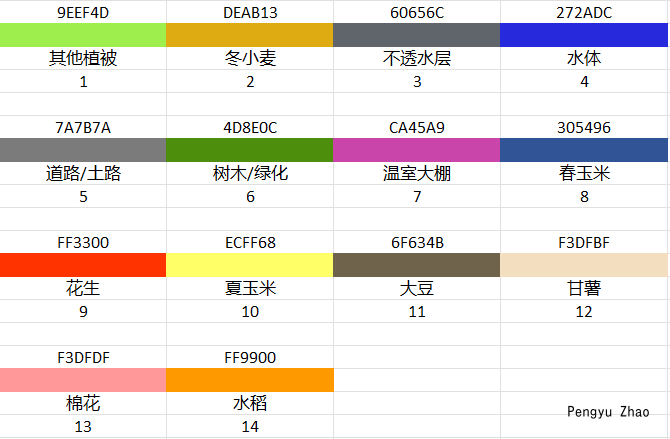 9EEF4D DEAB13 60656C 272ADC
其他植被 冬小麦 不透水层 水体
1 2 3 4
7A7B7A 4D8E0C CA45A9 305496
道路/土路 树木/绿化 温室大棚 春玉米
5 6 7 8
FF3300 ECFF68 6F634B F3DFBF
花生 夏玉米 大豆 甘薯
9 10 11 12
F3DFDF FF9900
棉花 水稻
13 14
Pengyu Zhao